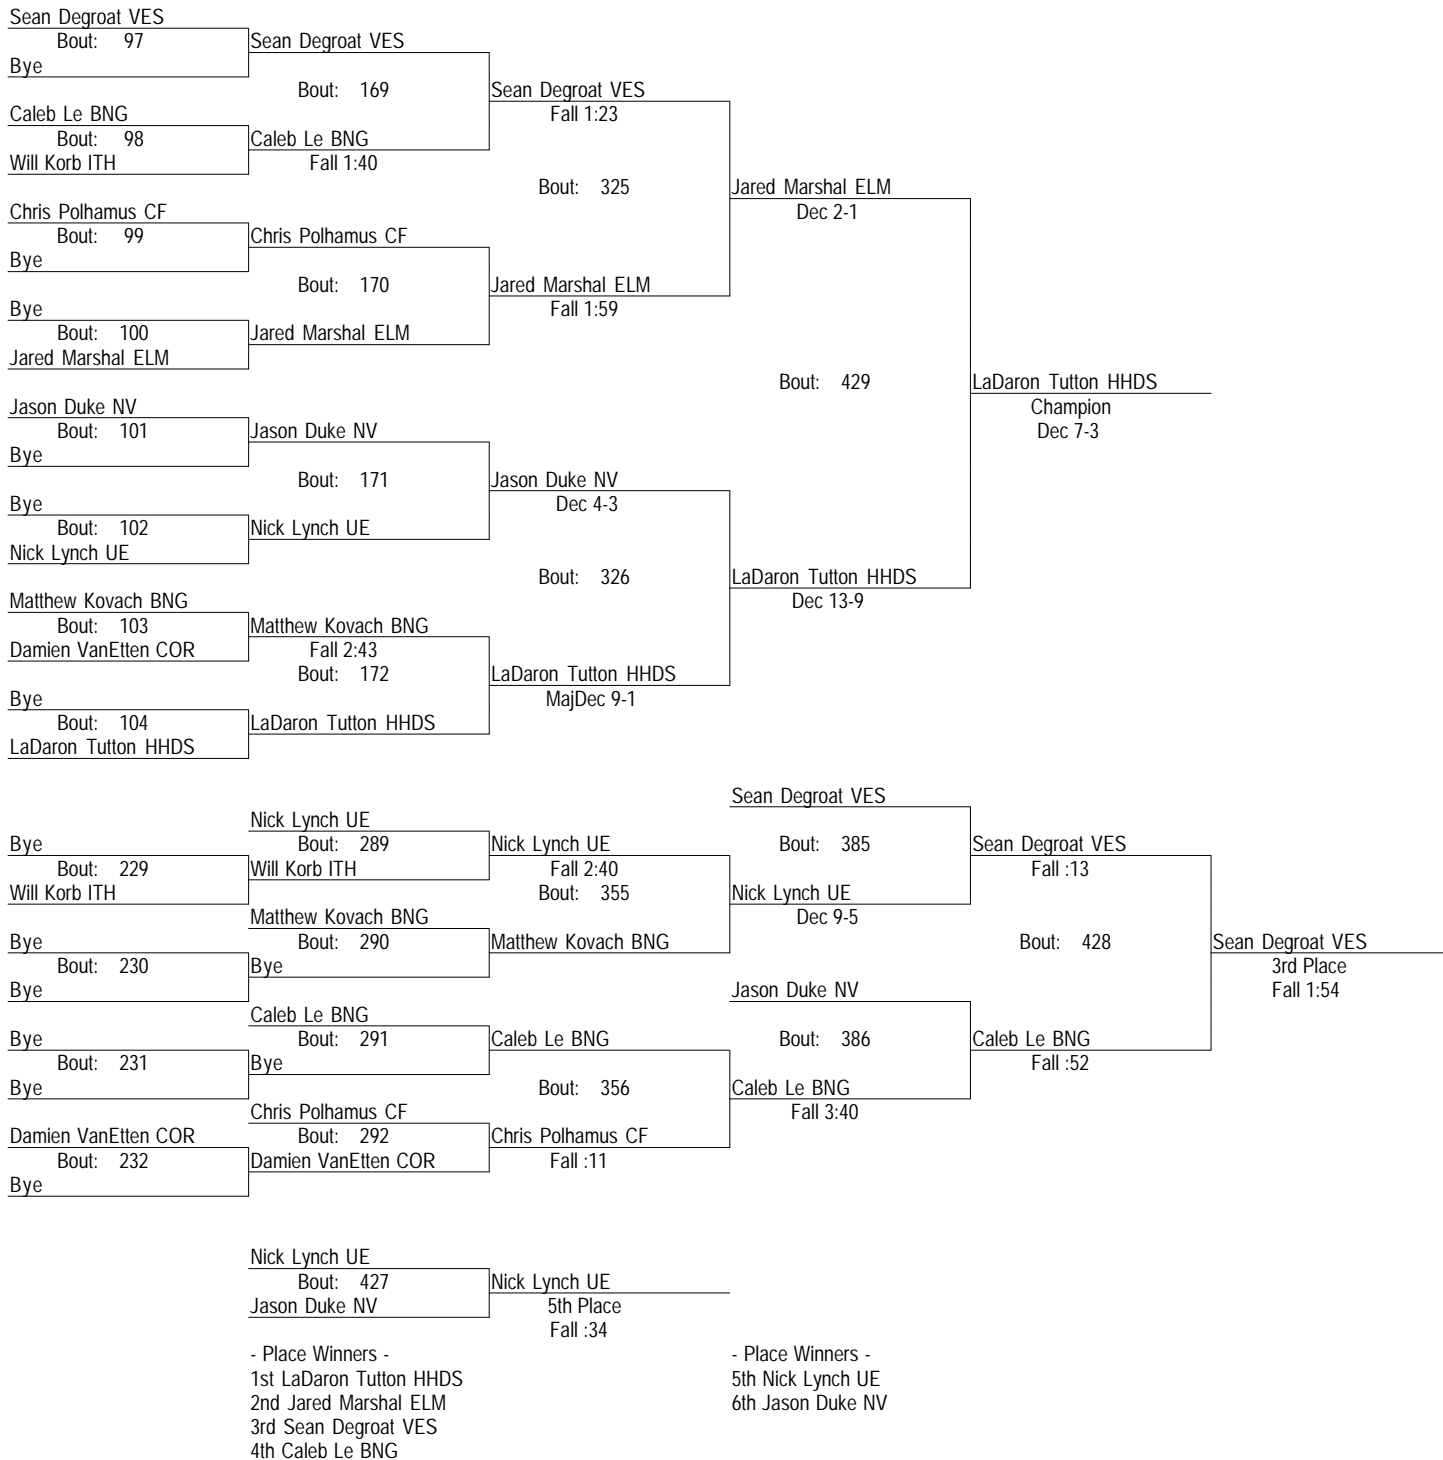 Sean Degroat VES
Bout: 97
Sean Degroat VES
Bye
Bout: 169
Sean Degroat VES
Caleb Le BNG
Fall 1:23
Bout: 98
Caleb Le BNG
Will Korb ITH
Fall 1:40
Bout: 325
Jared Marshal ELM
Chris Polhamus CF
Dec 2-1
Bout: 99
Chris Polhamus CF
Bye
Bout: 170
Jared Marshal ELM
Bye
Fall 1:59
Bout: 100
Jared Marshal ELM
Jared Marshal ELM
Bout: 429
LaDaron Tutton HHDS
Jason Duke NV
Champion
Bout: 101
Jason Duke NV
Dec 7-3
Bye
Bout: 171
Jason Duke NV
Bye
Dec 4-3
Bout: 102
Nick Lynch UE
Nick Lynch UE
Bout: 326
LaDaron Tutton HHDS
Matthew Kovach BNG
Dec 13-9
Bout: 103
Matthew Kovach BNG
Damien VanEtten COR
Fall 2:43
Bout: 172
LaDaron Tutton HHDS
Bye
MajDec 9-1
Bout: 104
LaDaron Tutton HHDS
LaDaron Tutton HHDS
Sean Degroat VES
Nick Lynch UE
Bye
Bout: 289
Nick Lynch UE
Bout: 385
Sean Degroat VES
Bout: 229
Will Korb ITH
Fall 2:40
Fall :13
Will Korb ITH
Bout: 355
Nick Lynch UE
Matthew Kovach BNG
Dec 9-5
Bye
Bout: 290
Matthew Kovach BNG
Bout: 428
Sean Degroat VES
Bout: 230
Bye
3rd Place
Bye
Jason Duke NV
Fall 1:54
Caleb Le BNG
Bye
Bout: 291
Caleb Le BNG
Bout: 386
Caleb Le BNG
Bout: 231
Bye
Fall :52
Bye
Bout: 356
Caleb Le BNG
Chris Polhamus CF
Fall 3:40
Damien VanEtten COR
Bout: 292
Chris Polhamus CF
Bout: 232
Damien VanEtten COR
Fall :11
Bye
Nick Lynch UE
Bout: 427
Nick Lynch UE
Jason Duke NV
5th Place
Fall :34
- Place Winners -
1st LaDaron Tutton HHDS
2nd Jared Marshal ELM
3rd Sean Degroat VES
4th Caleb Le BNG
- Place Winners -
5th Nick Lynch UE
6th Jason Duke NV